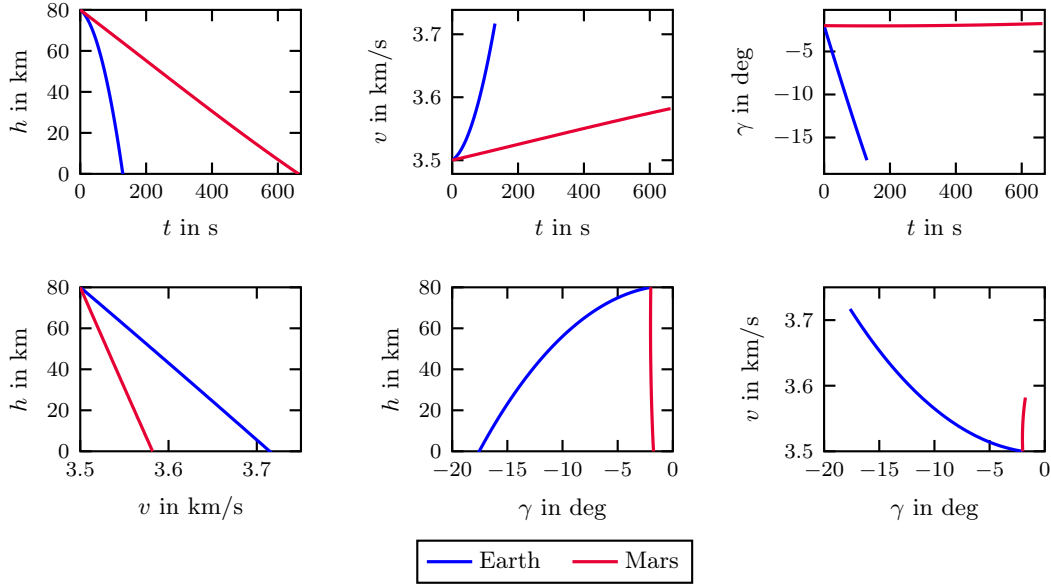 80
60
40
20
0
h in km
0 200 400 600
t in s
3.7
3.6
3.5
v in km/s
0 200 400 600
t in s
−5
−10
−15
γ in deg
0 200 400 600
t in s
80
60
40
20
0
h in km
3.5 3.6 3.7
v in km/s
80
60
40
20
0
h in km
−20 −15 −10 −5 0
γ in deg
3.7
3.6
3.5
v in km/s
−20 −15 −10 −5 0
γ in deg
Earth Mars